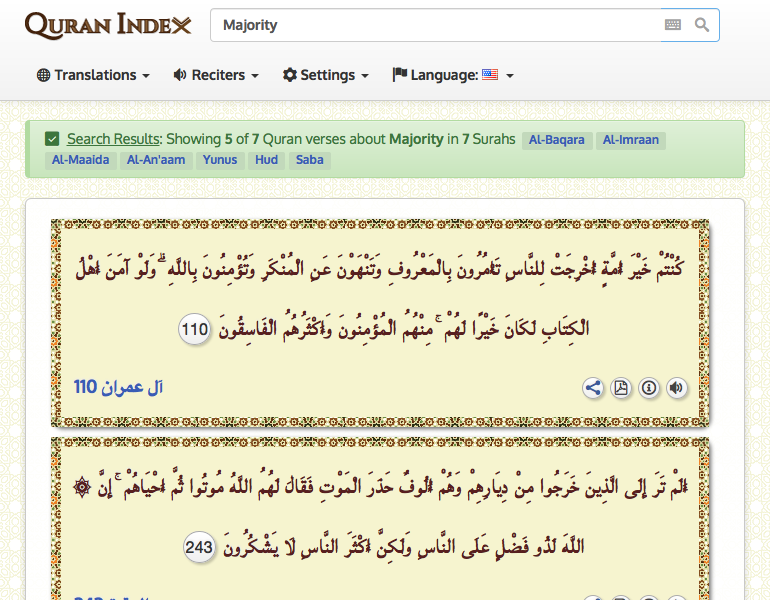 QURAN INDEX
Majority
Translations
Reciters
Settings
Language:
Search Results: Showing 5 of 7 Quran verses about Majority in 7 Surahs Al-Baqara Al-Imraan
Al-Maaida Al-An'aam Yunus Hud Saba
كُنْتُمْ خَيْرَ أُمَّةٍ أُخْرِجَتْ لِلنَّاسِ تَأْمُرُونَ بِالْمَعْرُوفِ وَتَنْهَوْنَ عَنِ الْمُنْكَرِ وَتُؤْمِنُونَ بِاللَّهِ ۗ وَلَوْ آمَنَ أَهْلُ
الْكِتَابِ لَكَانَ خَيْرًا لَهُمْ ۚ مِنْهُمُ الْمُؤْمِنُونَ وَأَكْثَرُهُمُ الْفَاسِقُونَ 110
آل عمران 110
أَلَمْ تَرَ إِلَى الَّذِينَ خَرَجُوا مِنْ دِيَارِهِمْ وَهُمْ أُلُوفٌ حَذَرَ الْمَوْتِ فَقَالَ لَهُمُ اللَّهُ مُوتُوا ثُمَّ أَحْيَاهُمْ ۚ إِنَّ ۞
اللَّهَ لَذُو فَضْلٍ عَلَى النَّاسِ وَلَٰكِنَّ أَكْثَرَ النَّاسِ لَا يَشْكُرُونَ 243